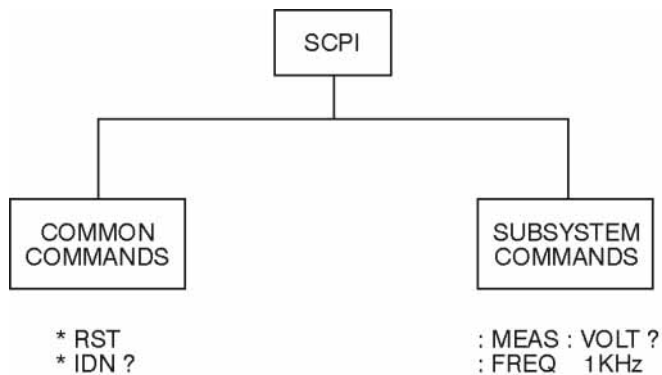 SCPI
COMMON
COMMANDS
SUBSYSTEM
COMMANDS
* RST
* IDN ?
: MEAS : VOLT ?
: FREQ 1KHz